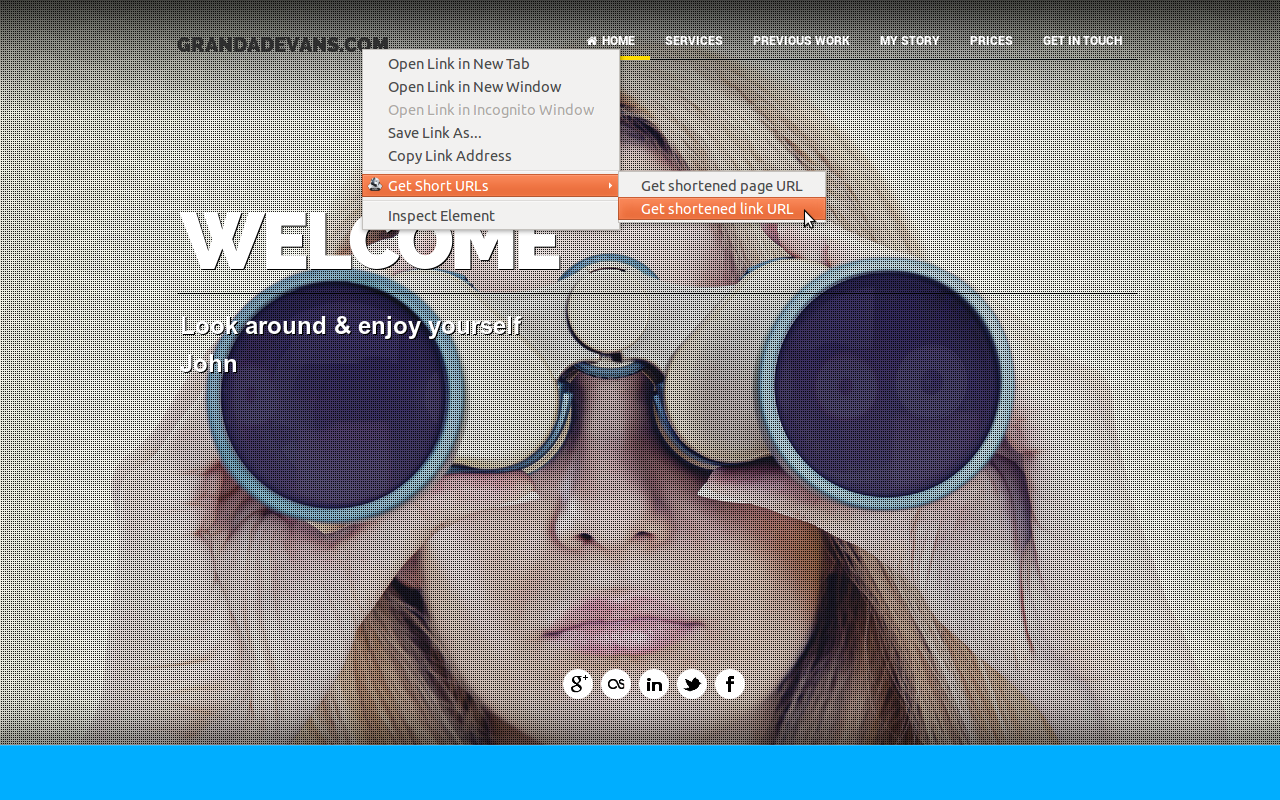 GRANDADEVANS.COM
HOME SERVICES PREVIOUS WORK MY STORY PRICES GET IN TOUCH
Open Link in New Tab
Open Link in New Window
Open Link in Incognito Window
Save Link As...
Copy Link Address
Get Short URLs
Get shortened page URL
Get shortened link URL
Inspect Element
WELCOME
Look around & enjoy yourself
John
g+ in f